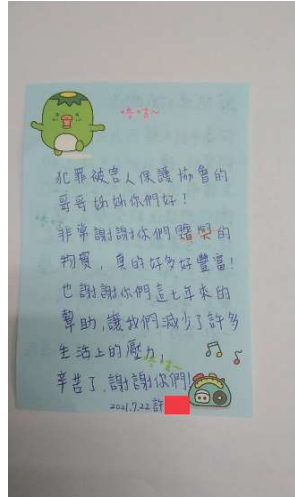 嗨嗨~
犯罪被害人保護協會的
哥哥姊姊你們好！
非常謝謝你們贈與的
物資，真的好多好豐富！
也謝謝你們這七年來的
幫助，讓我們減少了許多
生活上的壓力，
辛苦了，謝謝你們！
2021.7.22 許